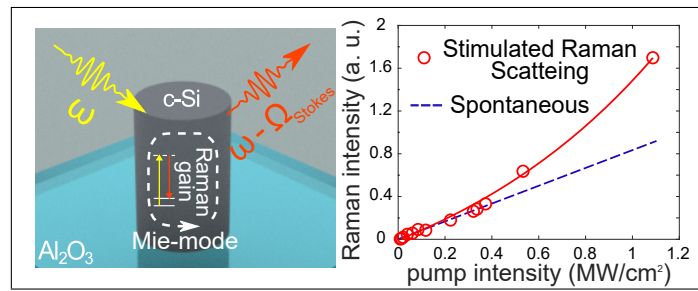 ω
c-Si
ω - Ω Stokes
Raman
gain
Mie-mode
Al₂O₃
Raman intensity (a. u.)
1.6
1.2
0.8
0.4
0
Stimulated Raman
Scatteing
Spontaneous
0 0.2 0.4 0.6 0.8 1 1.2
pump intensity (MW/cm²)